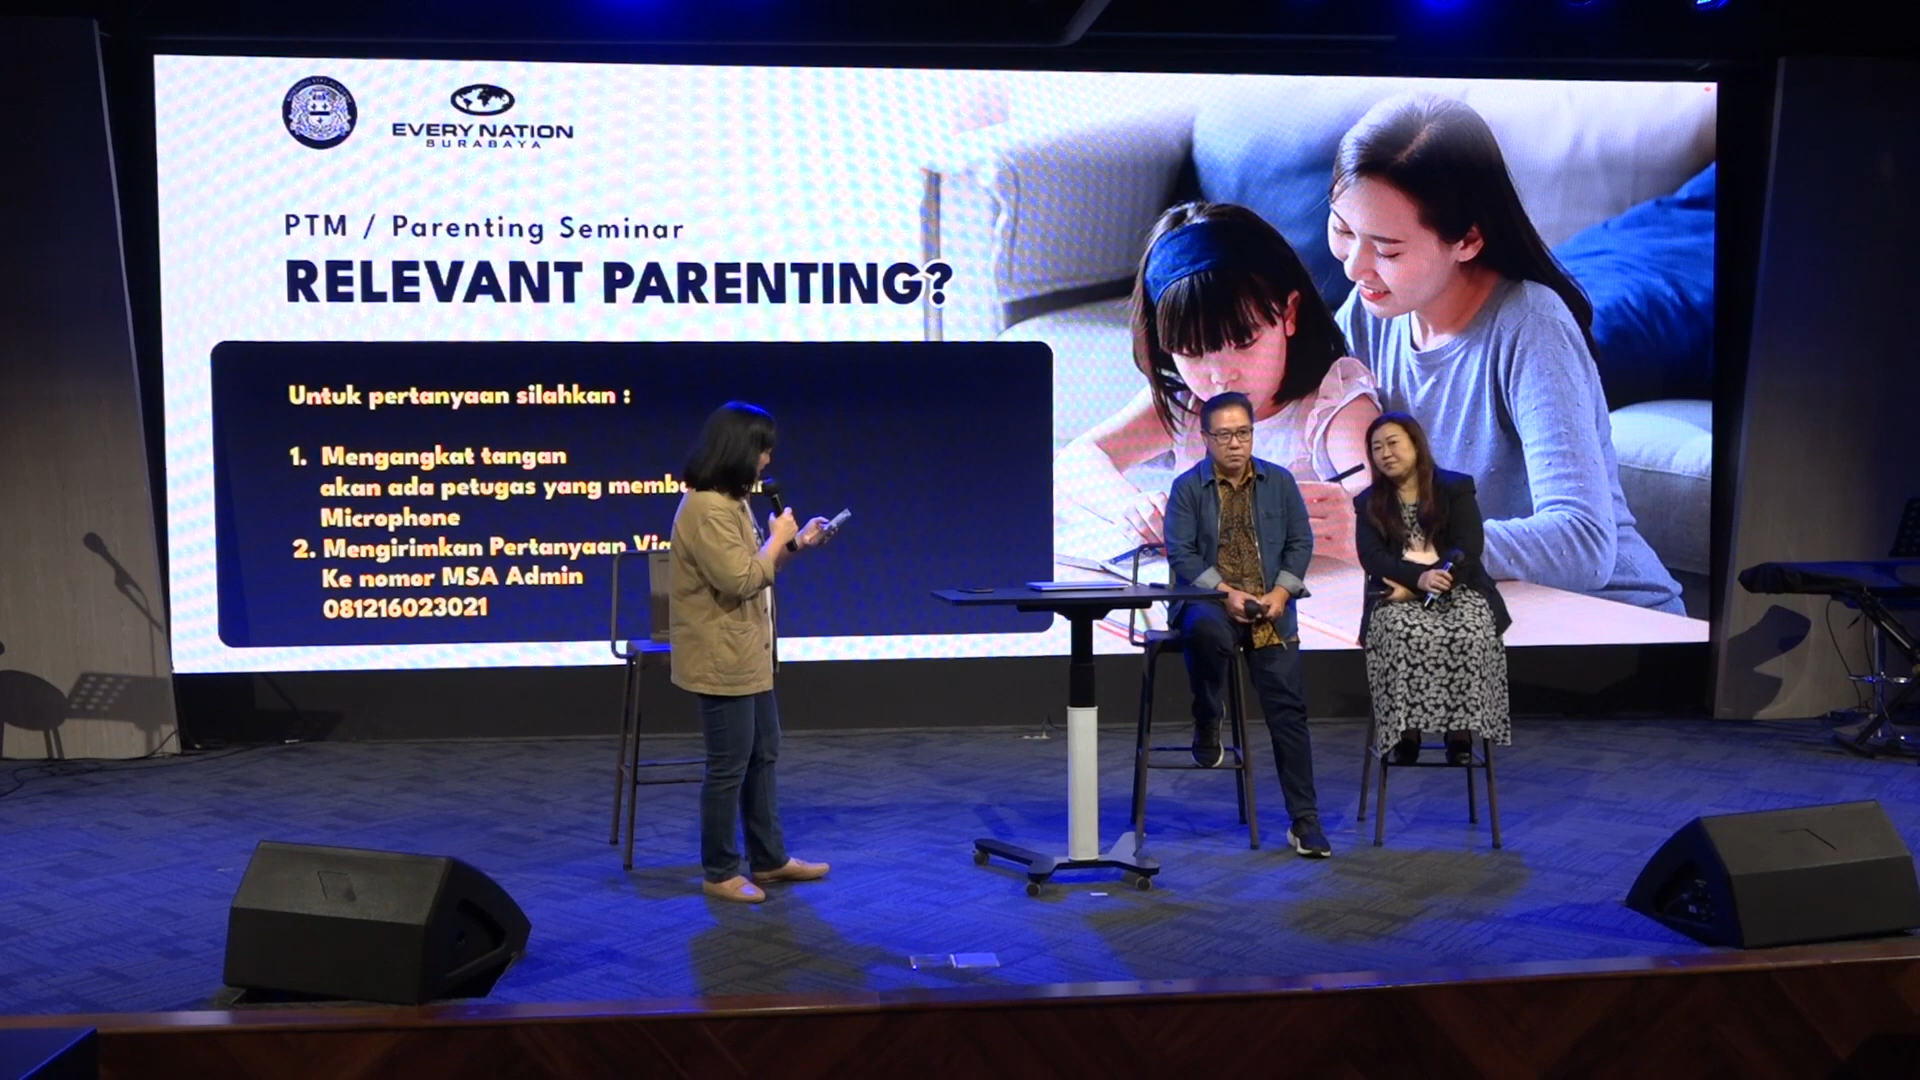 EVERY NATION
SURABAYA
PTM / Parenting Seminar
RELEVANT PARENTING?
Untuk pertanyaan silahkan :
1. Mengangkat tangan
akan ada petugas yang
Microphone
2. Mengirimkan Pertanyaan
Ke nomor MSA Admin
081216023021